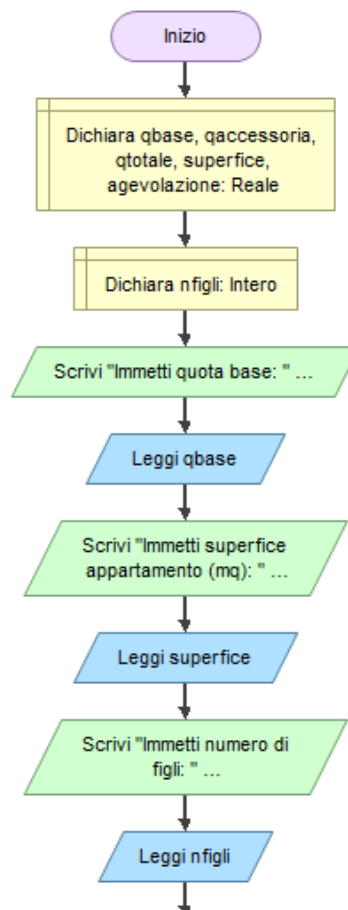 Inizio
Dichiara qbase, qaccessoria,
qtotale, superfice,
agevolazione: Reale
Dichiara nfigli: Intero
Scrivi "Immetti quota base: " ...
Leggi qbase
Scrivi "Immetti superfice
appartamento (mq): " ...
Leggi superfice
Scrivi "Immetti numero di
figli: " ...
Leggi nfigli